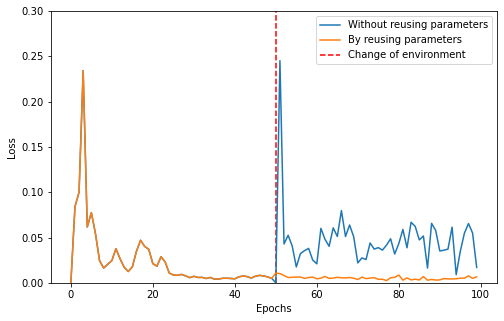 0.30
0.25
0.20
0.15
0.10
0.05
0.00
Loss
0
20
40
60
80
100
Epochs
Without reusing parameters
By reusing parameters
Change of environment